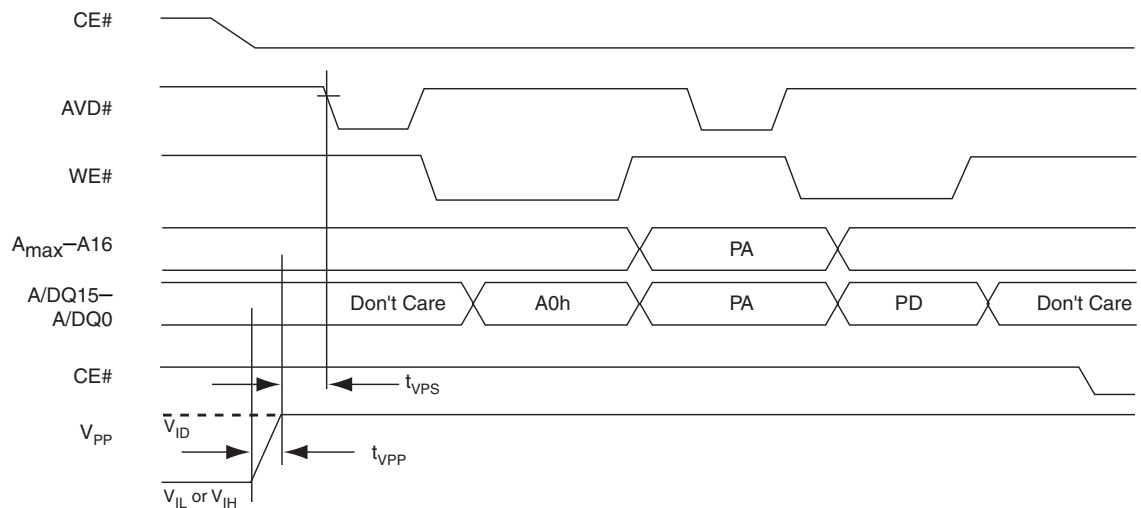 CE#
AVD#
WE#
Amax–A16
PA
A/DQ15–
A/DQ0
Don't Care
A0h
PA
PD
Don't Care
CE#
tVPS
VPP
VID
tVPP
VIL or VIH